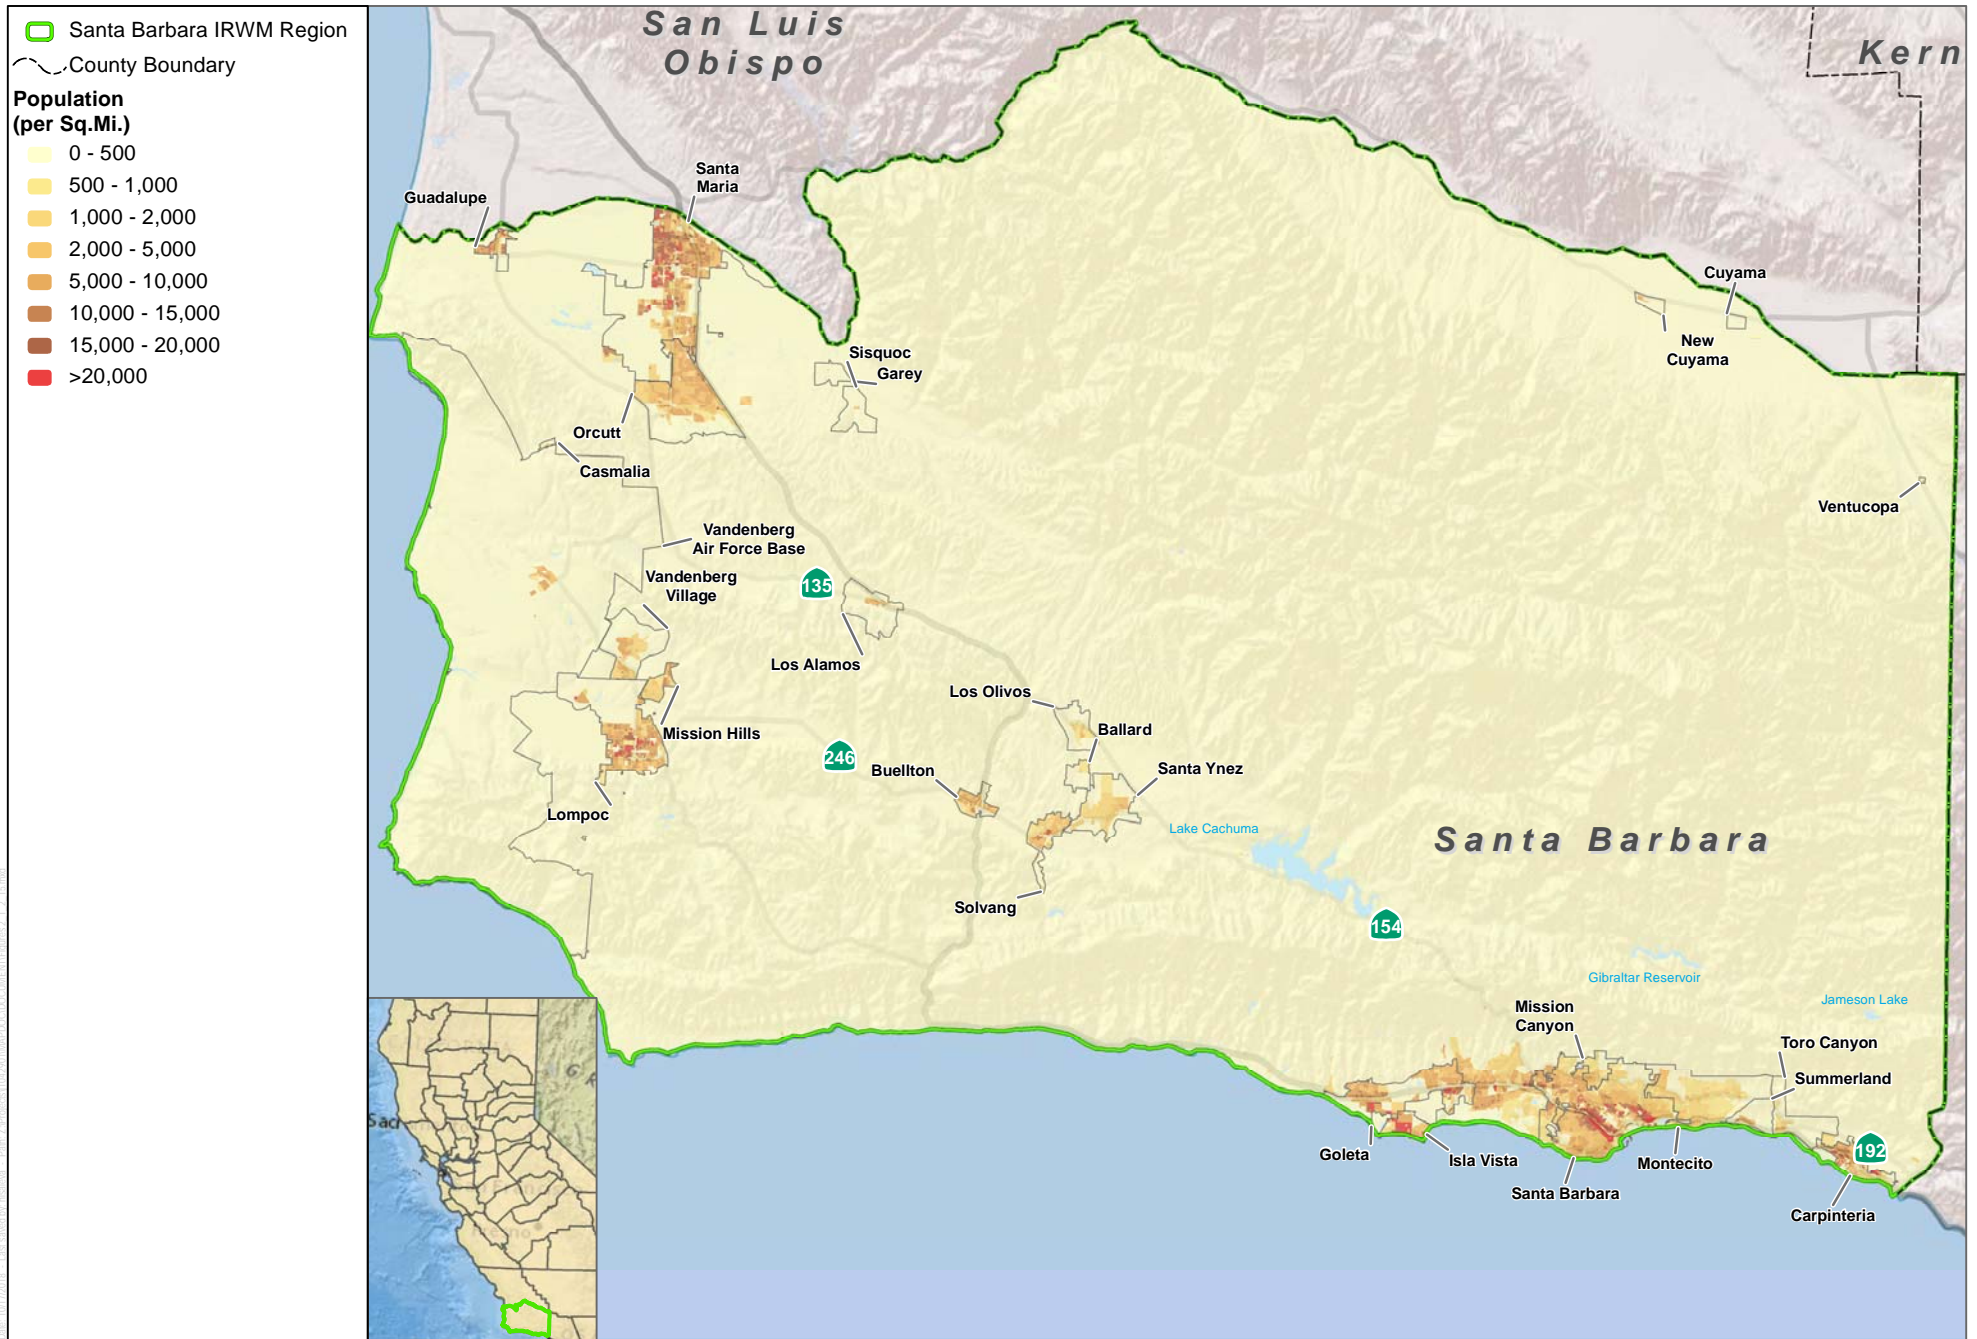 Santa Barbara IRWM Region
County Boundary
Population
(per Sq.Mi.)
0 - 500
500 - 1,000
1,000 - 2,000
2,000 - 5,000
5,000 - 10,000
10,000 - 15,000
15,000 - 20,000
>20,000
San Luis
Obispo
Kern
Santa
Maria
Guadalupe
Cuyama
New
Cuyama
Sisquoc
Garey
Orcutt
Casmalia
Ventucopa
Vandenberg
Air Force Base
Vandenberg
Village
135
Los Alamos
Los Olivos
Ballard
Mission Hills
246
Buellton
Santa Ynez
Lompoc
Lake Cachuma
Santa Barbara
Solvang
154
Gibraltar Reservoir
Jameson Lake
Mission
Canyon
Toro Canyon
Summerland
Goleta
Isla Vista
Montecito
192
Santa Barbara
Carpinteria